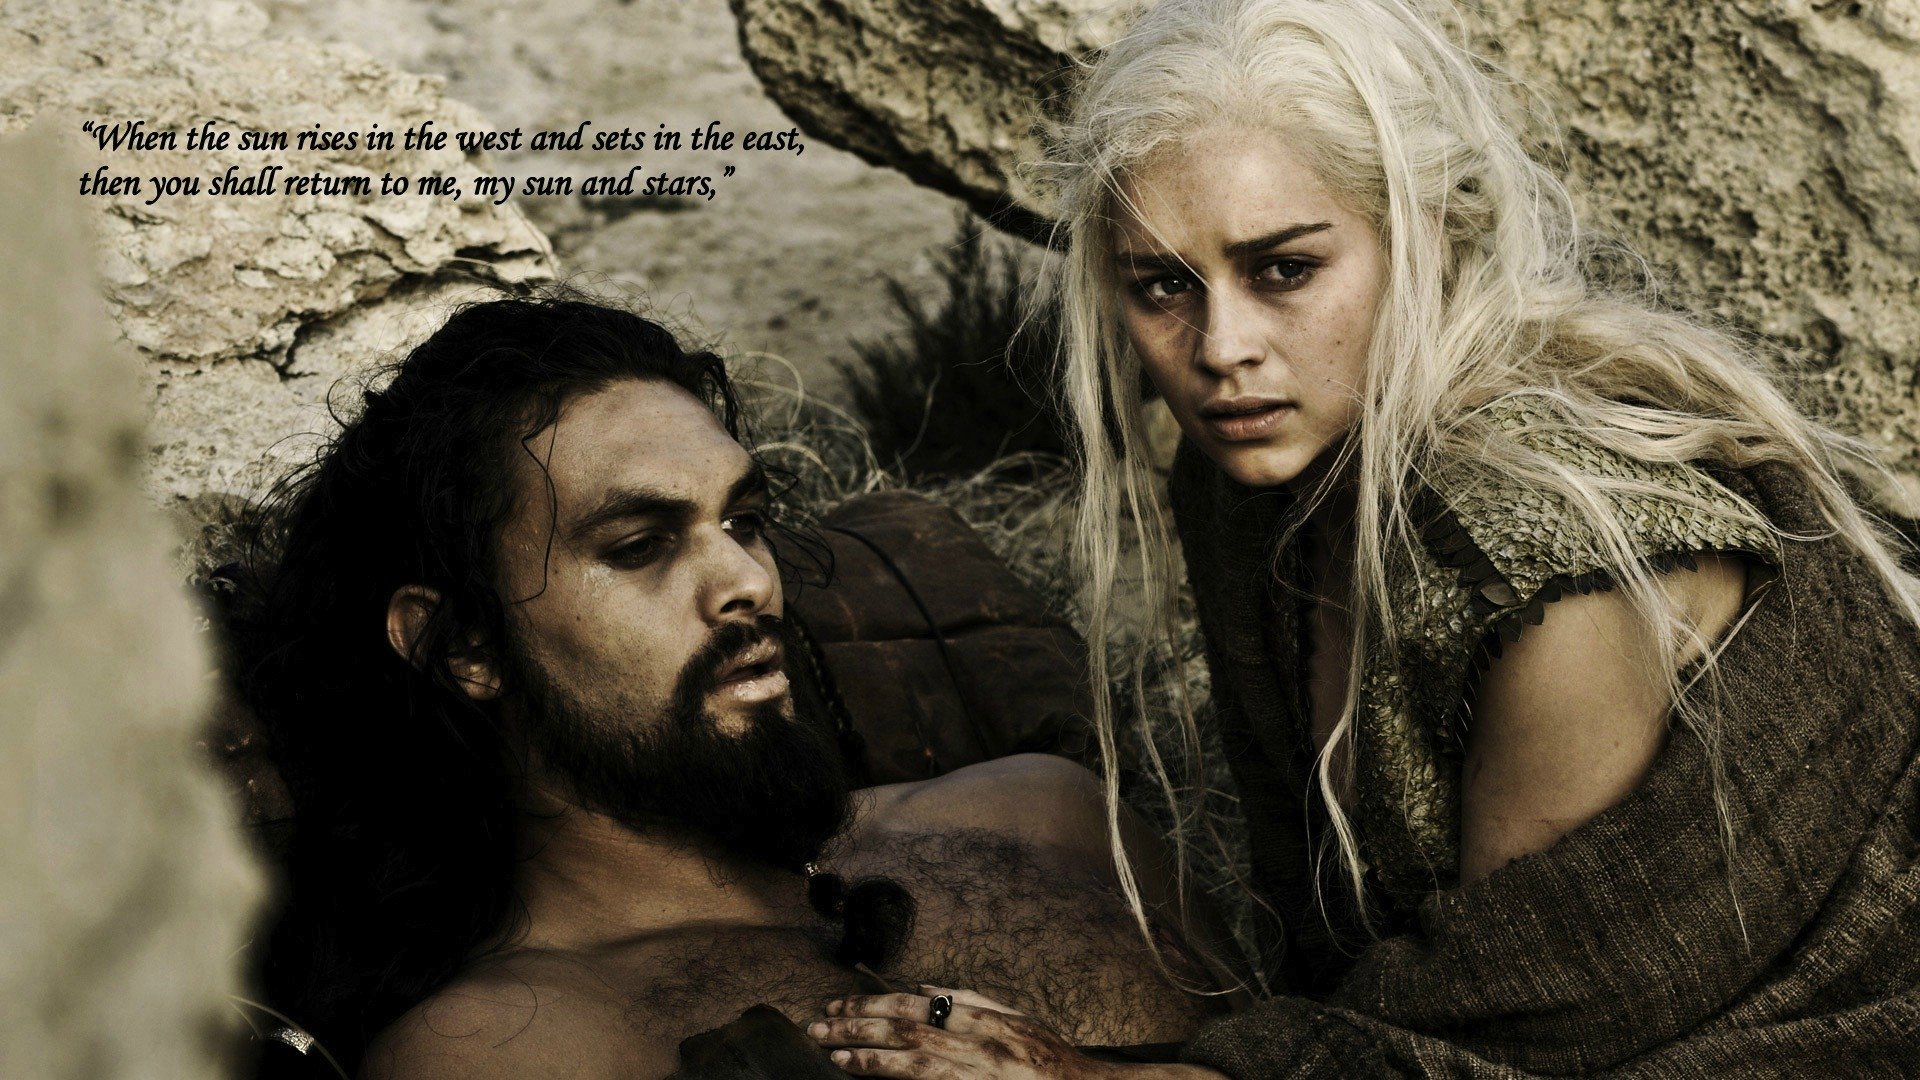 “When the sun rises in the west and sets in the east,
then you shall return to me, my sun and stars,”